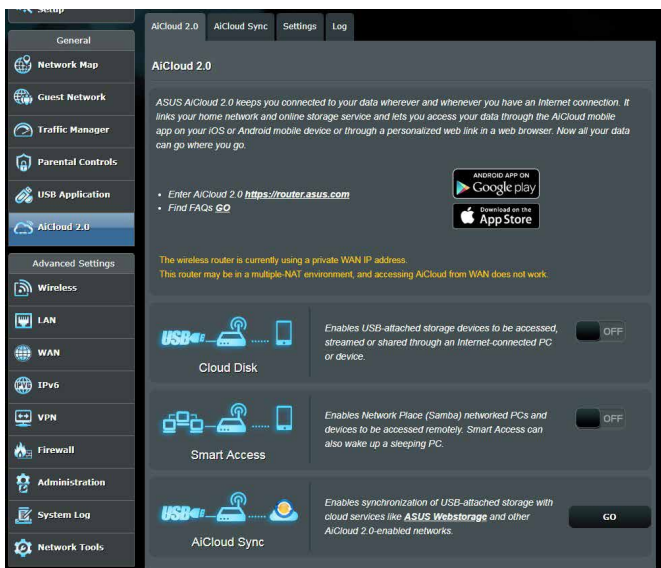 Setup
General
Network Map
Guest Network
Traffic Manager
Parental Controls
USB Application
AiCloud 2.0
Advanced Settings
Wireless
LAN
WAN
IPv6
VPN
Firewall
Administration
System Log
Network Tools
AiCloud 2.0 AiCloud Sync Settings Log
AiCloud 2.0
ASUS AiCloud 2.0 keeps you connected to your data wherever and whenever you have an Internet connection. It
links your home network and online storage service and lets you access your data through the AiCloud mobile
app on your iOS or Android mobile device or through a personalized web link in a web browser. Now all your data
can go where you go.
• Enter AiCloud 2.0 https://router.asus.com
• Find FAQs GO
ANDROID APP ON
Google play
Download on the
App Store
The wireless router is currently using a private WAN IP address.
This router may be in a multiple-NAT environment, and accessing AiCloud from WAN does not work.
USB
Cloud Disk
Enables USB-attached storage devices to be accessed,
streamed or shared through an Internet-connected PC
or device.
OFF
Smart Access
Enables Network Place (Samba) networked PCs and
devices to be accessed remotely. Smart Access can
also wake up a sleeping PC.
OFF
USB
AiCloud Sync
Enables synchronization of USB-attached storage with
cloud services like ASUS Webstorage and other
AiCloud 2.0-enabled networks.
GO